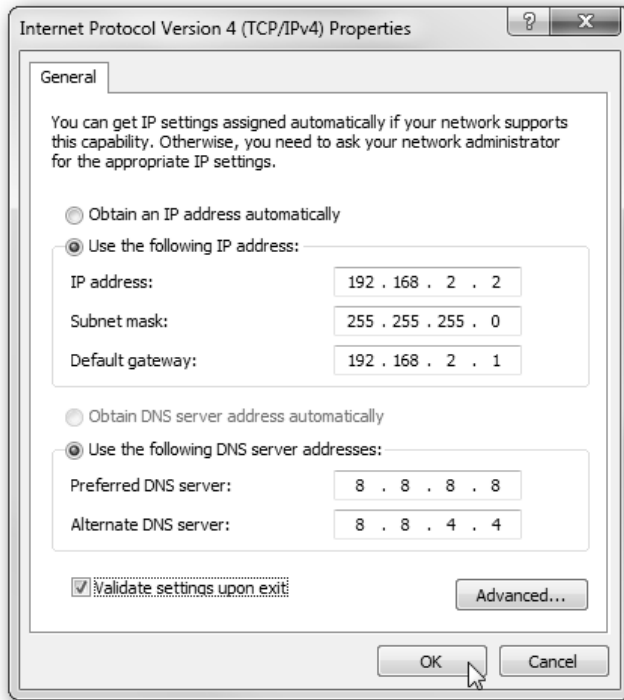 Internet Protocol Version 4 (TCP/IPv4) Properties
?
X
General
You can get IP settings assigned automatically if your network supports
this capability. Otherwise, you need to ask your network administrator
for the appropriate IP settings.
Obtain an IP address automatically
Use the following IP address:
IP address: 192 . 168 . 2 . 2
Subnet mask: 255 . 255 . 255 . 0
Default gateway: 192 . 168 . 2 . 1
Obtain DNS server address automatically
Use the following DNS server addresses:
Preferred DNS server: 8 . 8 . 8 . 8
Alternate DNS server: 8 . 8 . 4 . 4
Validate settings upon exit
Advanced...
OK Cancel